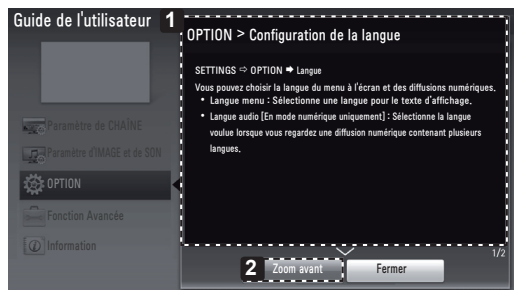 Guide de l'utilisateur
1
OPTION > Configuration de la langue
SETTINGS ⇨ OPTION ➡ Langue
Vous pouvez choisir la langue du menu à l'écran et des diffusions numériques.
• Langue menu : Sélectionne une langue pour le texte d'affichage.
• Langue audio [En mode numérique uniquement] : Sélectionne la langue
voulue lorsque vous regardez une diffusion numérique contenant plusieurs
langues.
Paramètre de CHAÎNE
Paramètre d'IMAGE et de SON
OPTION
Fonction Avancée
Information
1/2
2
Zoom avant
Fermer